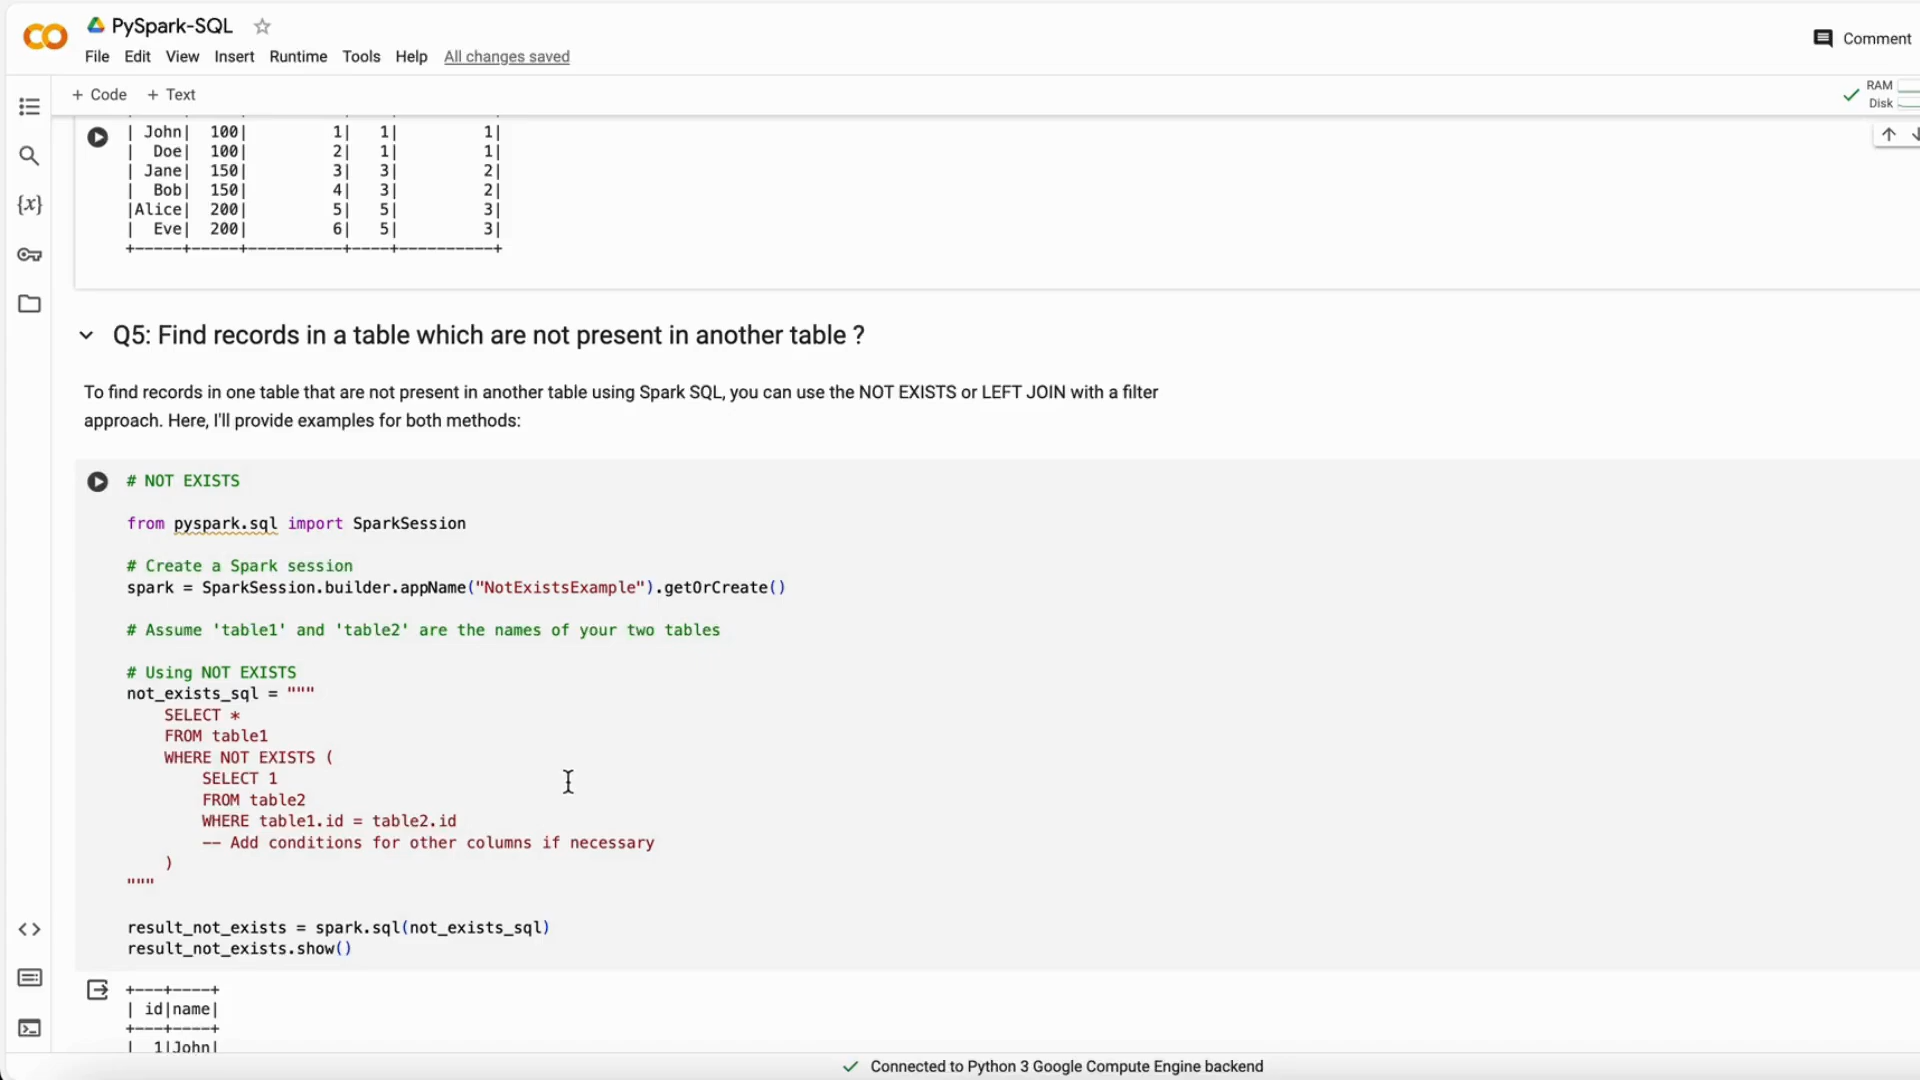 PySpark-SQL
File Edit View Insert Runtime Tools Help All changes saved
Comment
+ Code + Text
RAM
Disk
{x}
| John| 100| 1| 1| 1|
| Doe| 100| 2| 1| 1|
| Jane| 150| 3| 3| 2|
| Bob| 150| 4| 3| 2|
|Alice| 200| 5| 5| 3|
| Eve| 200| 6| 5| 3|
+-----+-----+----------+----+----------+
Q5: Find records in a table which are not present in another table ?
To find records in one table that are not present in another table using Spark SQL, you can use the NOT EXISTS or LEFT JOIN with a filter
approach. Here, I'll provide examples for both methods:
# NOT EXISTS
from pyspark.sql import SparkSession
# Create a Spark session
spark = SparkSession.builder.appName("NotExistsExample").getOrCreate()
# Assume 'table1' and 'table2' are the names of your two tables
# Using NOT EXISTS
not_exists_sql = """
SELECT *
FROM table1
WHERE NOT EXISTS (
SELECT 1
FROM table2
WHERE table1.id = table2.id
-- Add conditions for other columns if necessary
)
"""
result_not_exists = spark.sql(not_exists_sql)
result_not_exists.show()
+---+----+
| id|name|
+---+----+
| 1|John|
Connected to Python 3 Google Compute Engine backend